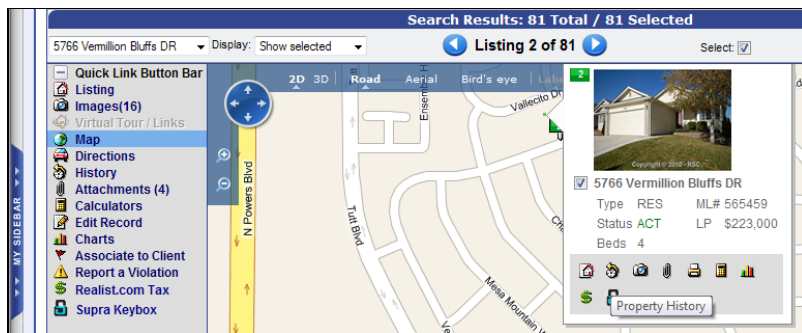 Search Results: 81 Total / 81 Selected
5766 Vermillion Bluffs DR Display: Show selected Listing 2 of 81 Select:
Quick Link Button Bar
Listing
Images(16)
Virtual Tour / Links
Map
Directions
History
Attachments (4)
Calculators
Edit Record
Charts
Associate to Client
Report a Violation
Realist.com Tax
Supra Keybox
MY SIDEBAR
2D 3D Road Aerial Bird's eye
N Powers Blvd
Tutt Blvd
Vallecito Dr
Mesa Mountain
2
Copyright © 2010 - RSC
5766 Vermillion Bluffs DR
Type RES ML# 565459
Status ACT LP $223,000
Beds 4
Property History